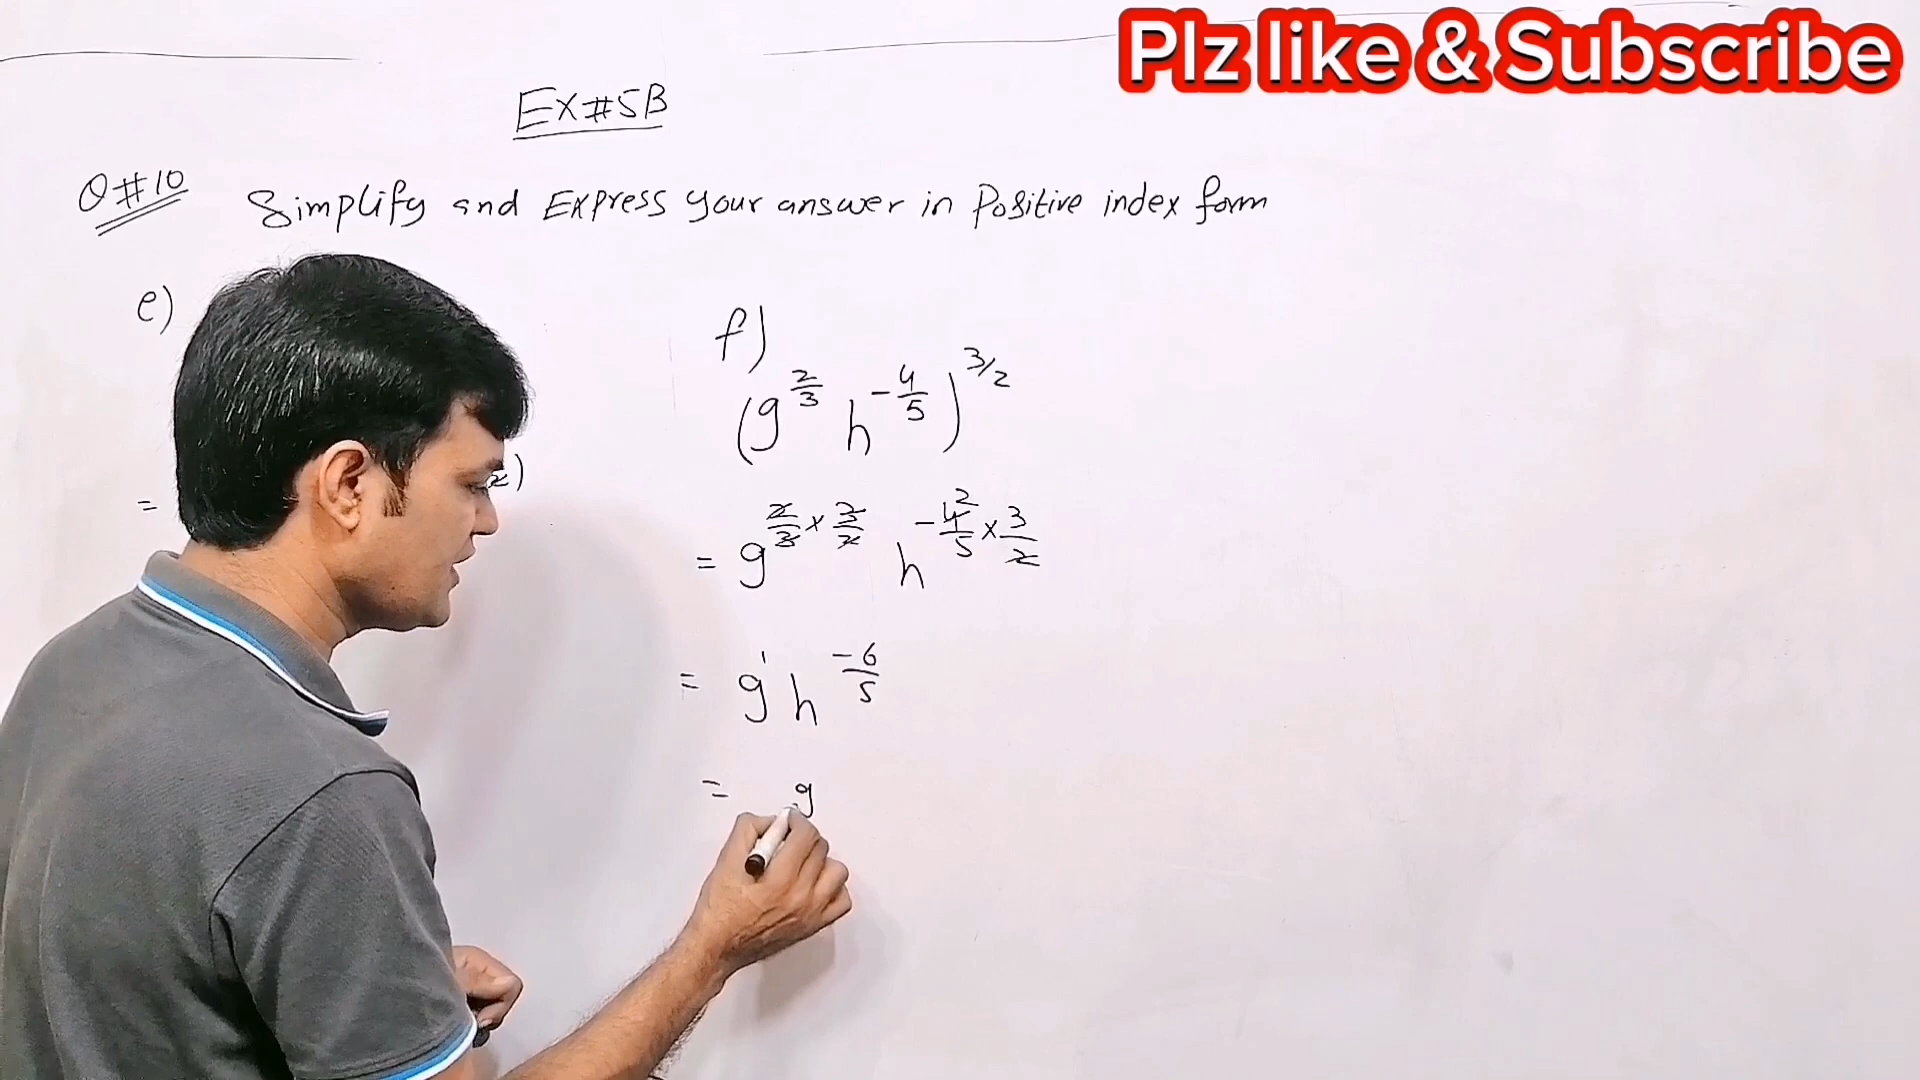 Plz like & Subscribe
EX#5B
Q#10 Simplify and Express your answer in Positive index form
e)
f)
(g^{2/3} h^{-4/5})^{3/2}
= x)
= g^{2/3 × 3/2} h^{-4/5 × 3/2} 2
= g^1 h^{-6/5}
= g